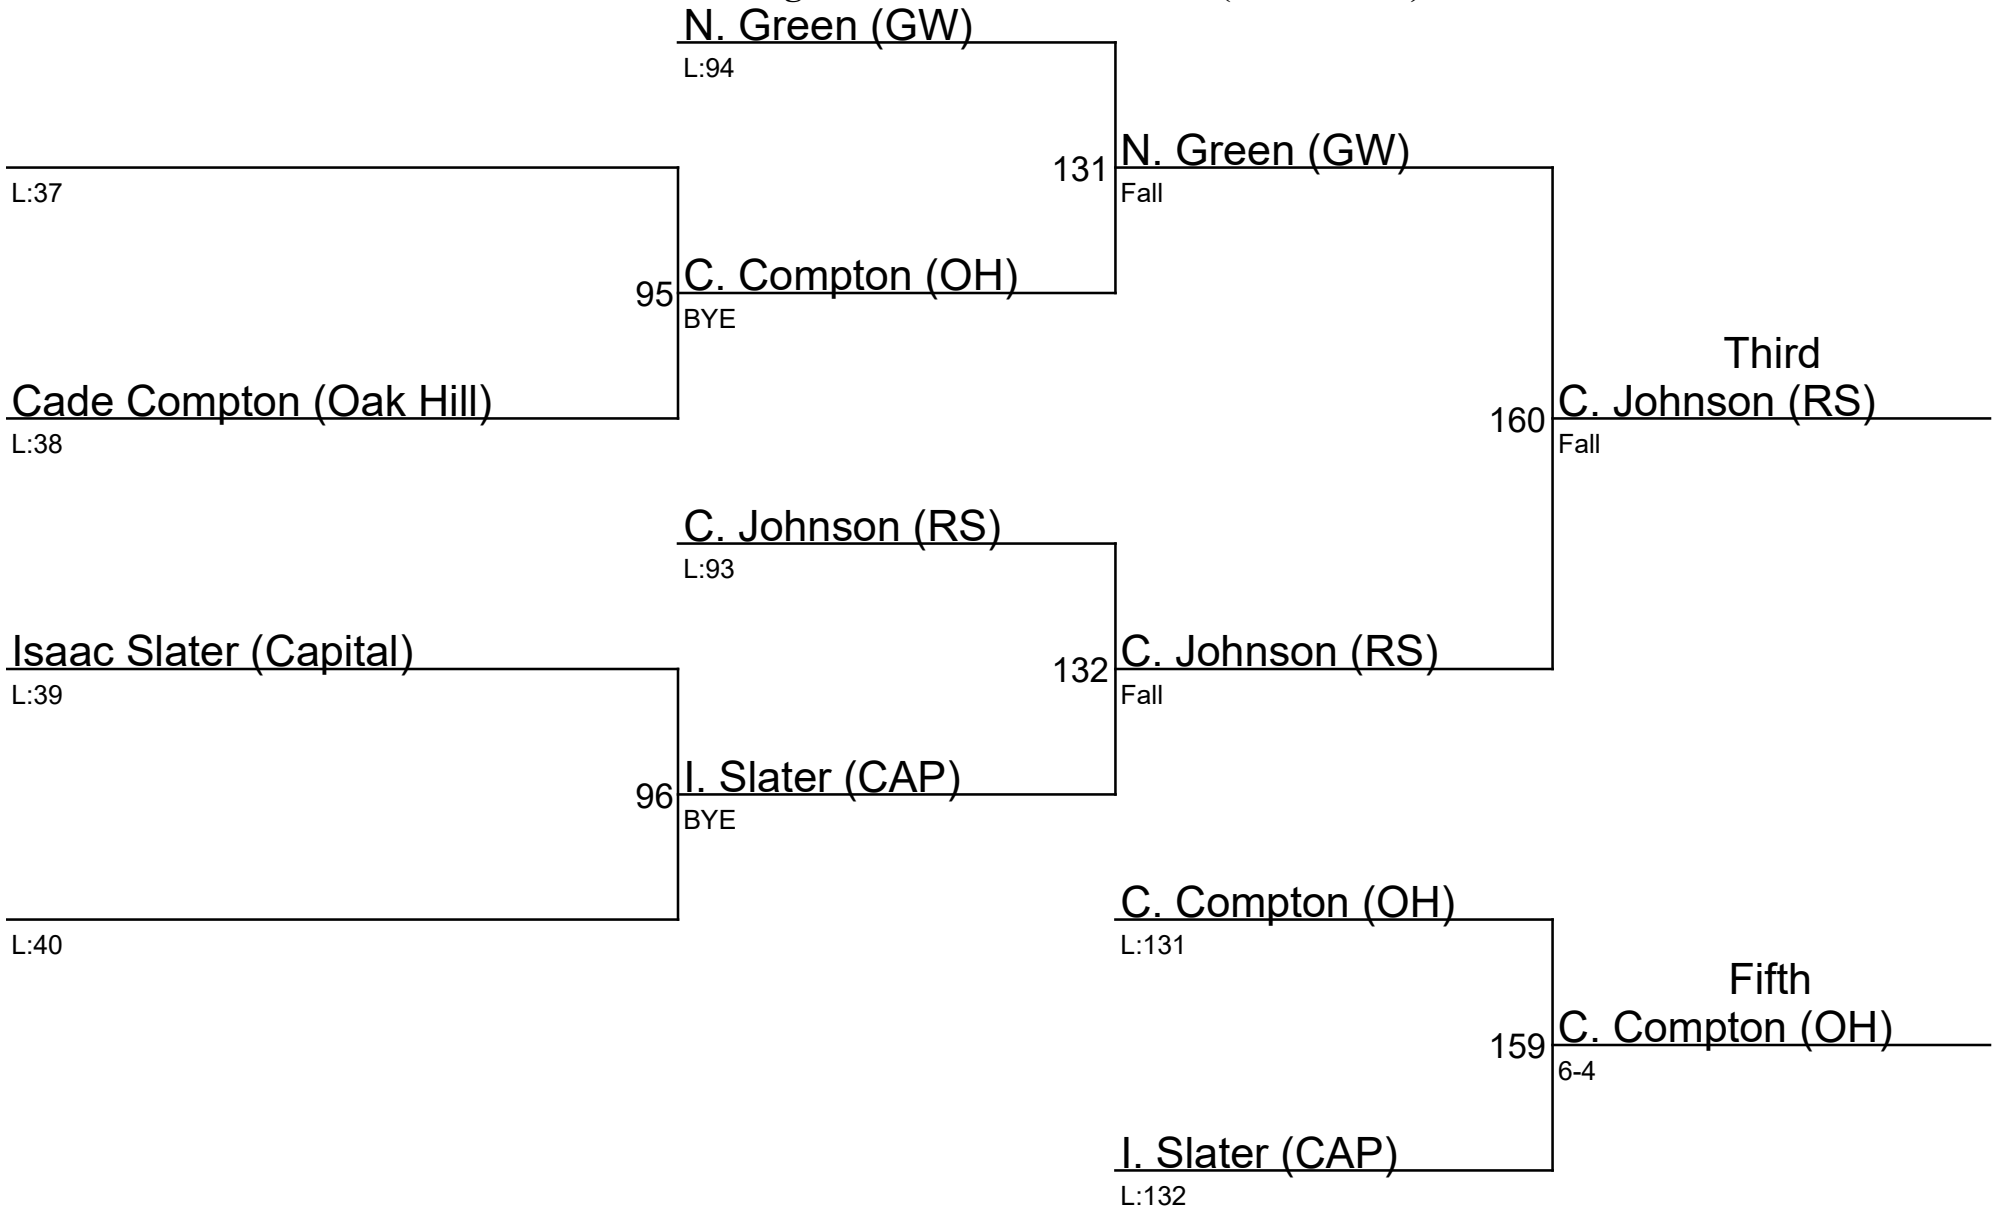 N. Green (GW)
L:94
131
N. Green (GW)
Fall
L:37
95
C. Compton (OH)
BYE
Third
Cade Compton (Oak Hill)
L:38
160
C. Johnson (RS)
Fall
C. Johnson (RS)
L:93
Isaac Slater (Capital)
L:39
132
C. Johnson (RS)
Fall
96
I. Slater (CAP)
BYE
C. Compton (OH)
L:131
L:40
Fifth
159
C. Compton (OH)
6-4
I. Slater (CAP)
L:132